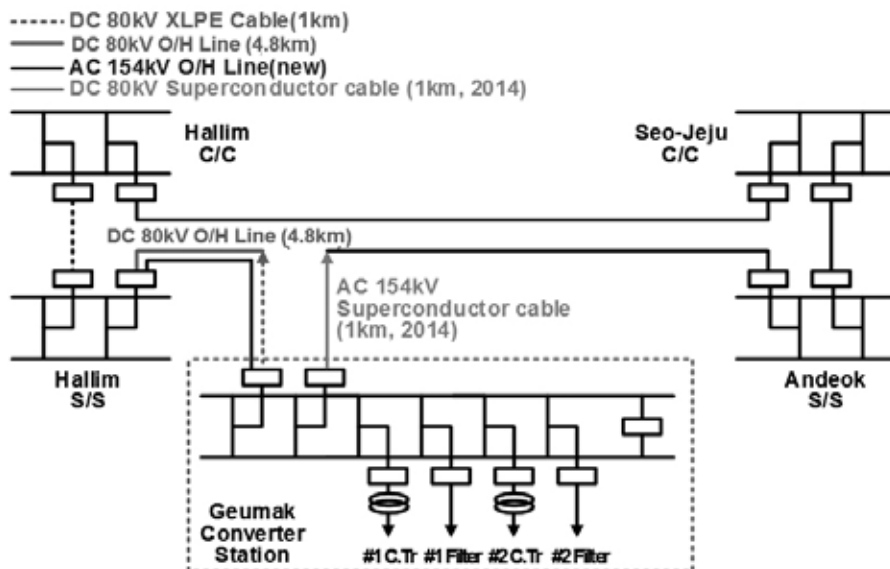 DC 80kV XLPE Cable(1km)
DC 80kV O/H Line (4.8km)
AC 154kV O/H Line(new)
DC 80kV Superconductor cable (1km, 2014)
Hallim
C/C
Seo-Jeju
C/C
DC 80kV O/H Line (4.8km)
AC 154kV
Superconductor cable
(1km, 2014)
Hallim
S/S
Andeok
S/S
Geumak
Converter
Station
#1 C.Tr #1 Filter #2 C.Tr #2 Filter